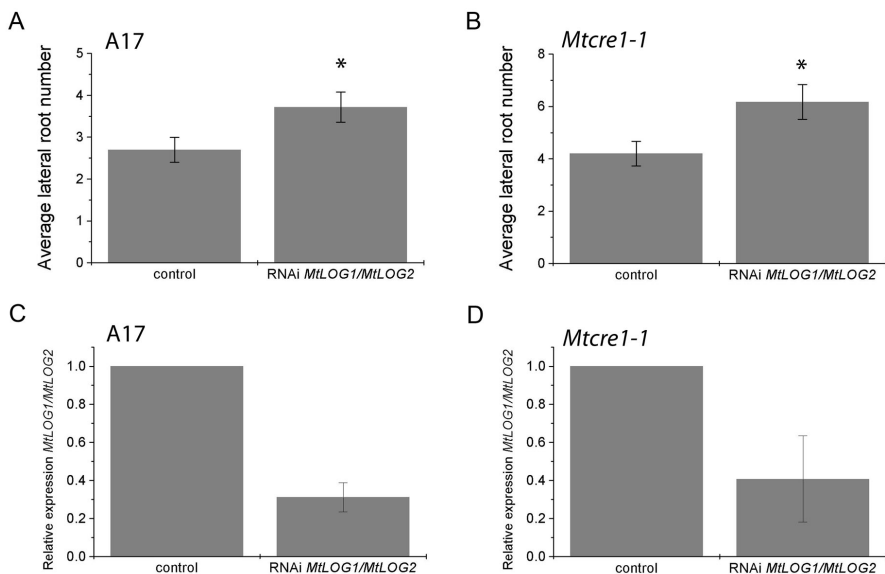 A
A17
Average lateral root number
5
4
3
2
1
0
*
control
RNAi MtLOG1/MtLOG2
B
Mtcre1-1
Average lateral root number
8
6
4
2
0
*
control
RNAi MtLOG1/MtLOG2
C
A17
Relative expression MtLOG1/MtLOG2
1.0
0.8
0.6
0.4
0.2
0.0
control
RNAi MtLOG1/MtLOG2
D
Mtcre1-1
Relative expression MtLOG1/MtLOG2
1.0
0.8
0.6
0.4
0.2
0.0
control
RNAi MtLOG1/MtLOG2